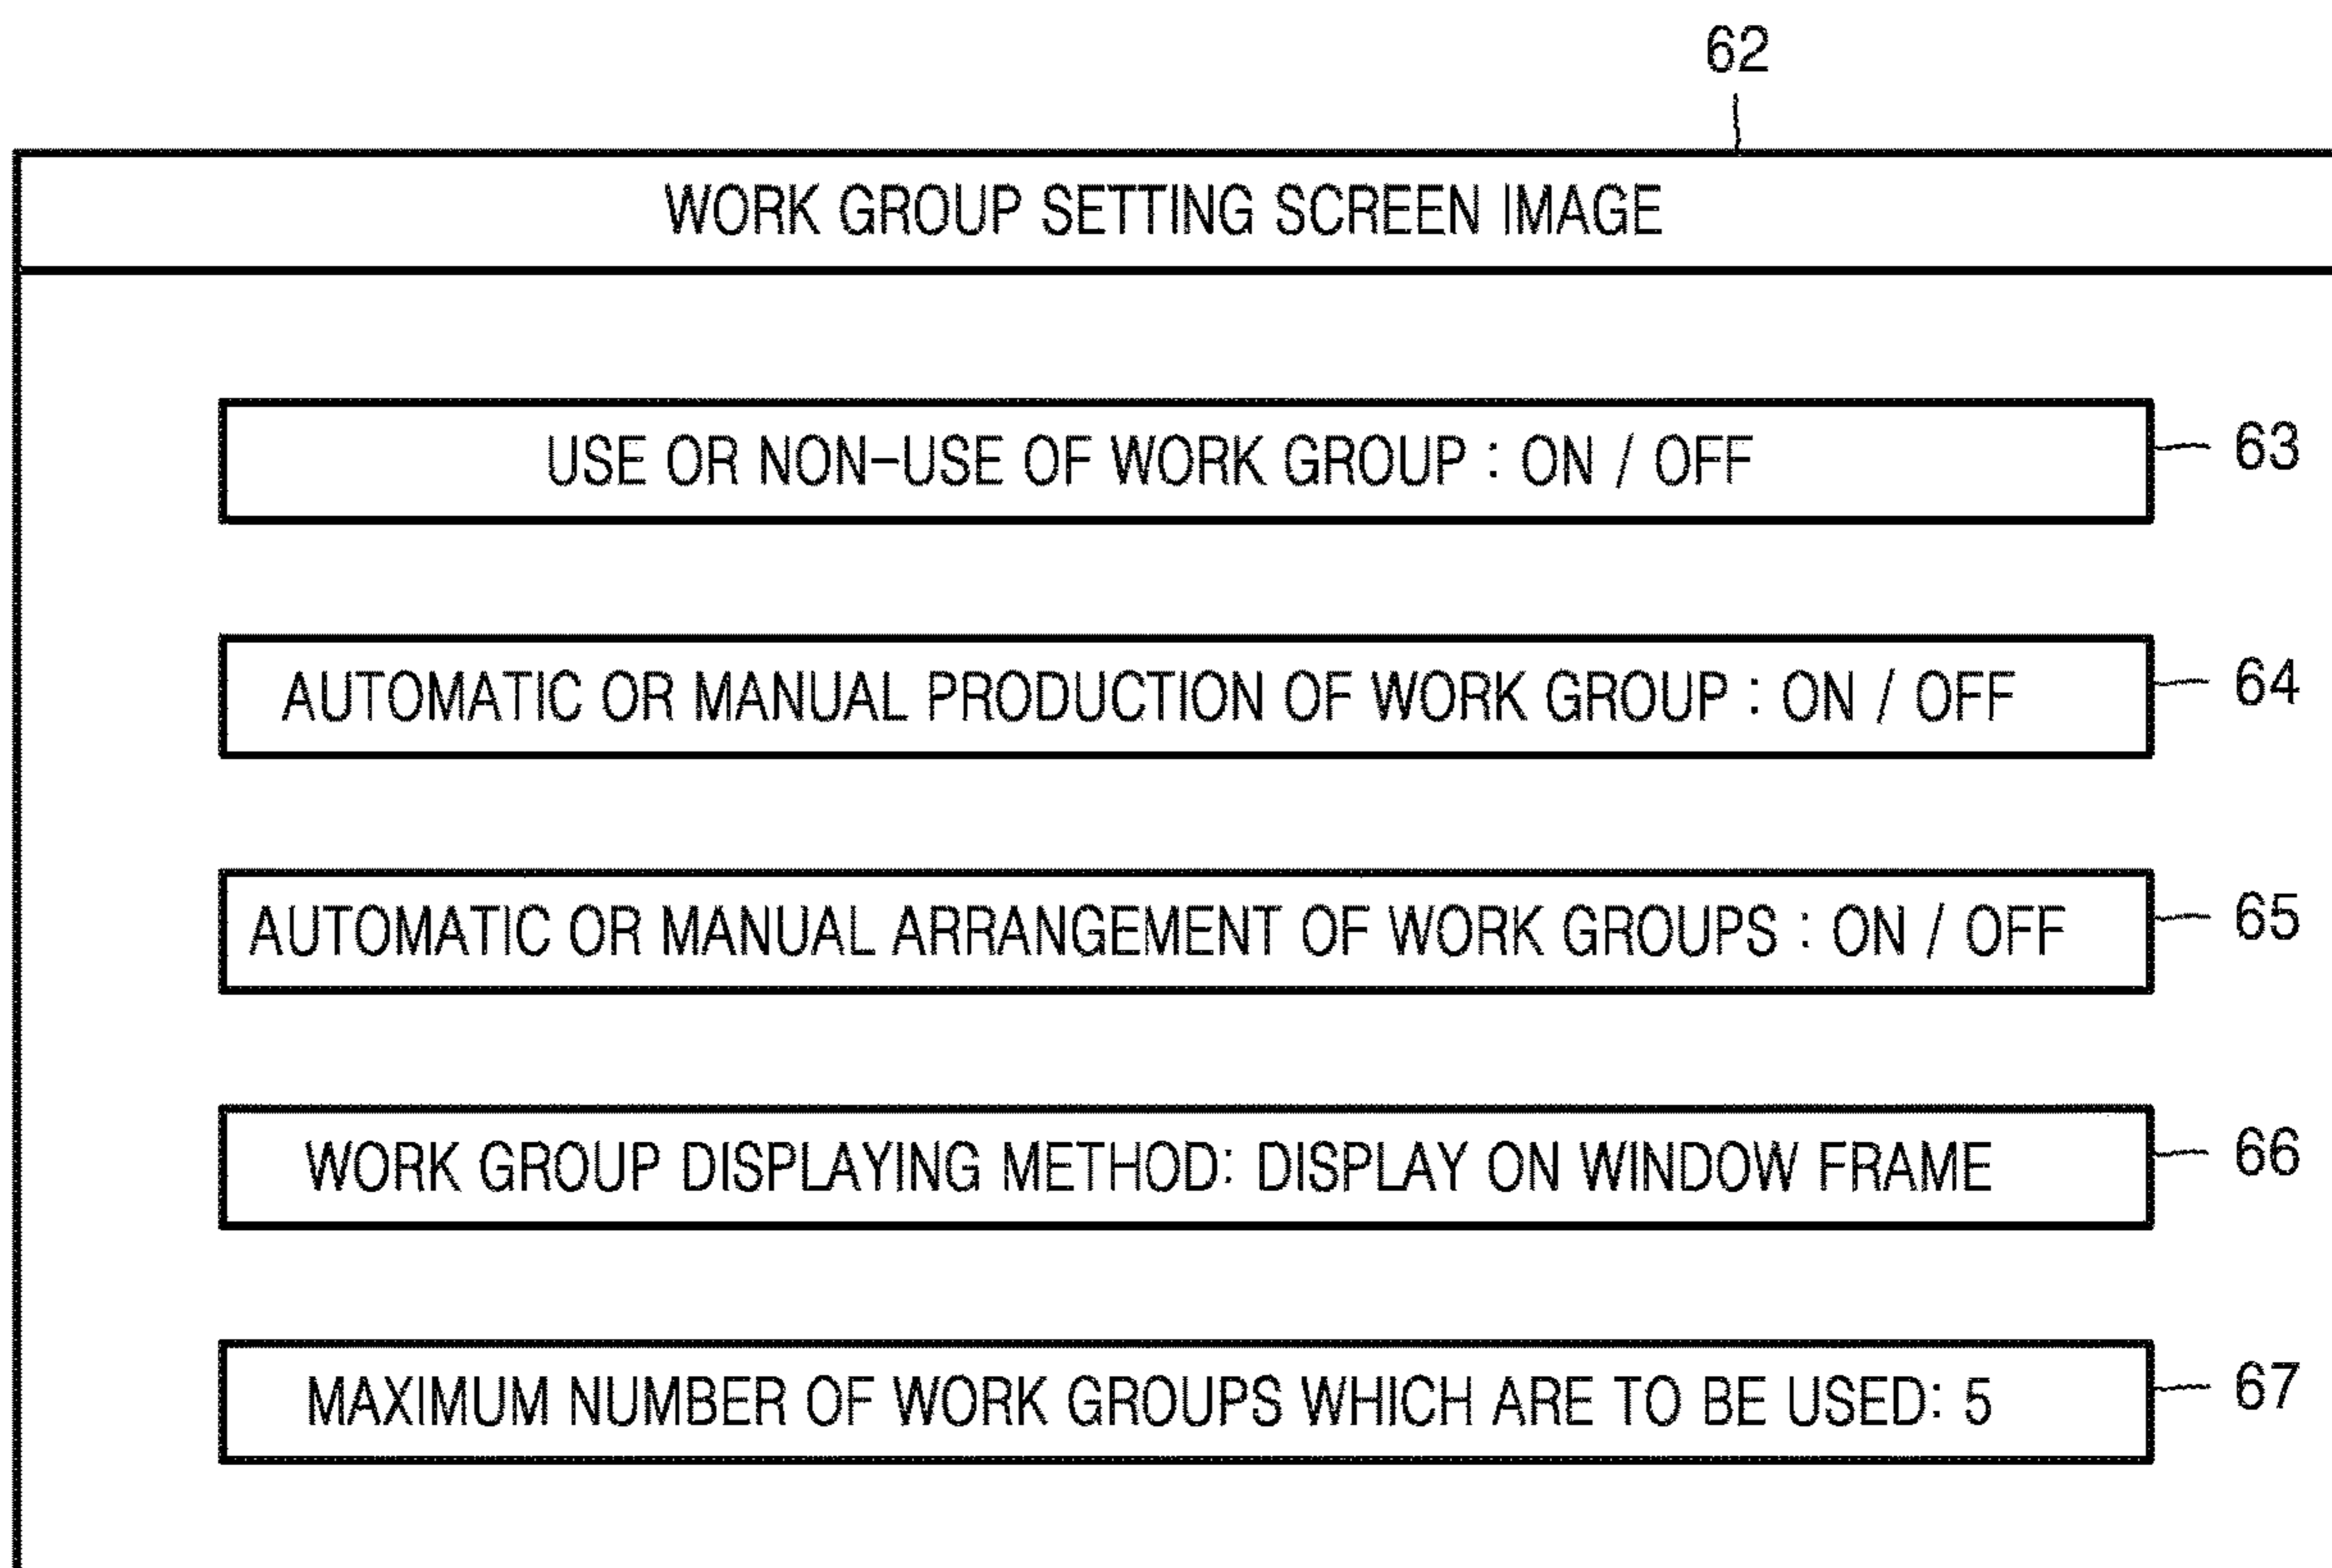 62
WORK GROUP SETTING SCREEN IMAGE
USE OR NON-USE OF WORK GROUP : ON / OFF 63
AUTOMATIC OR MANUAL PRODUCTION OF WORK GROUP : ON / OFF 64
AUTOMATIC OR MANUAL ARRANGEMENT OF WORK GROUPS : ON / OFF 65
WORK GROUP DISPLAYING METHOD: DISPLAY ON WINDOW FRAME 66
MAXIMUM NUMBER OF WORK GROUPS WHICH ARE TO BE USED: 5 67